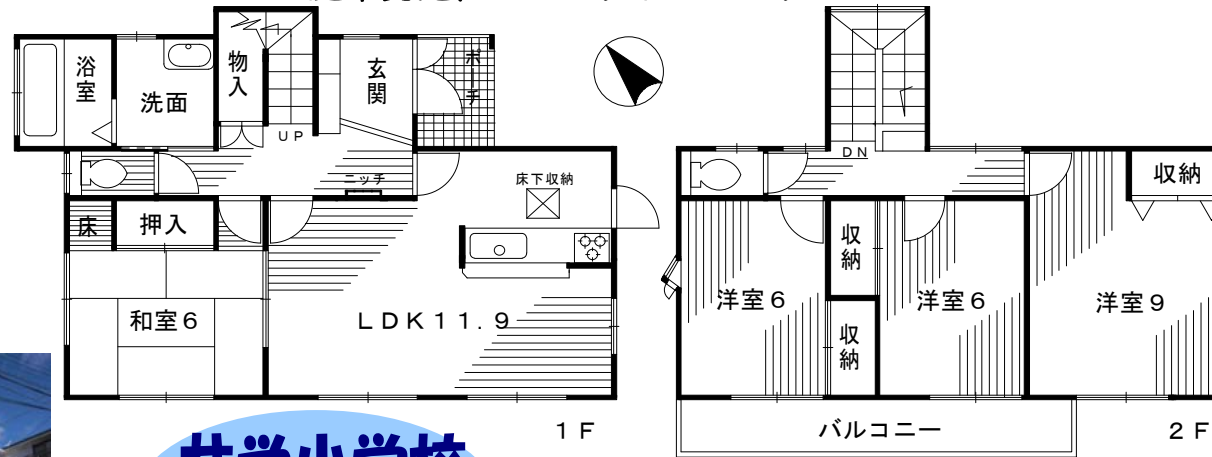 浴室
洗面
物入
UP
玄関
ポーチ
ニッチ
床下収納
床
押入
和室6
LDK11.9
1F
DN
収納
収納
収納
洋室6
洋室6
洋室9
バルコニー
2F